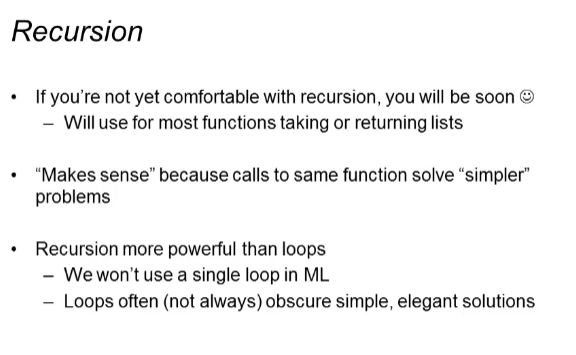 Recursion
• If you're not yet comfortable with recursion, you will be soon ☺
– Will use for most functions taking or returning lists
• “Makes sense” because calls to same function solve “simpler”
problems
• Recursion more powerful than loops
– We won't use a single loop in ML
– Loops often (not always) obscure simple, elegant solutions